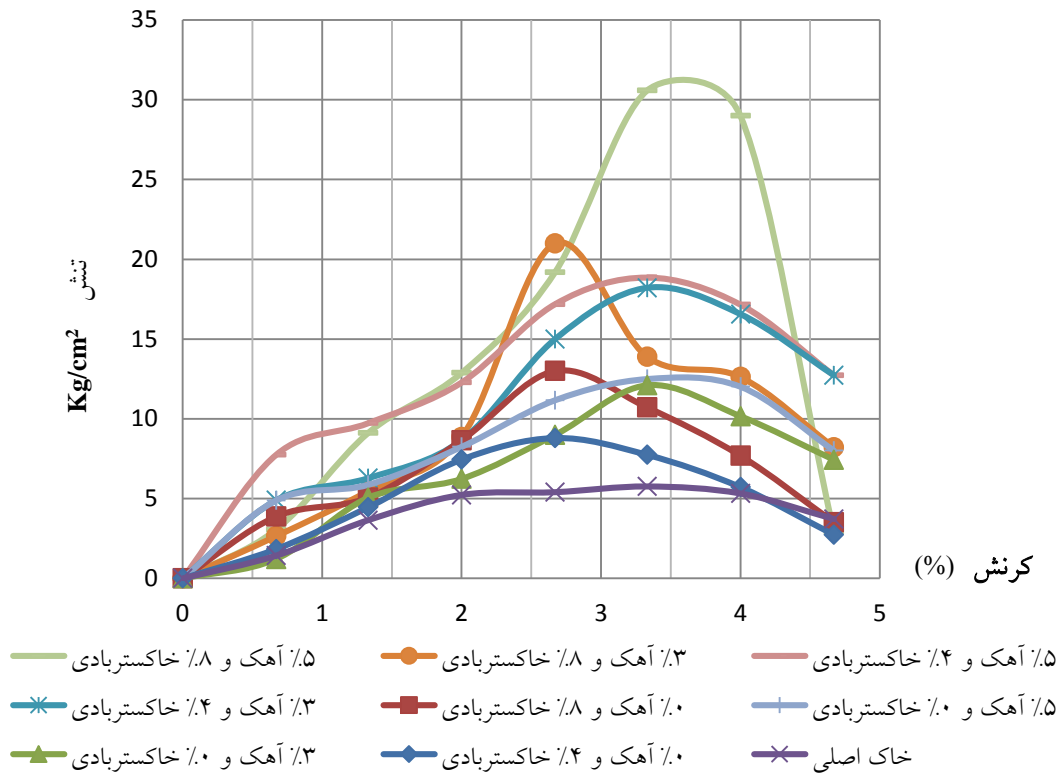 35
30
25
20
15
10
5
0
تنش Kg/cm²
0 1 2 3 4 5
کرنش (%)
۵٪ آهک و ۸٪ خاکستربادی
۳٪ آهک و ۸٪ خاکستربادی
۵٪ آهک و ۴٪ خاکستربادی
۳٪ آهک و ۴٪ خاکستربادی
۰٪ آهک و ۸٪ خاکستربادی
۵٪ آهک و ۰٪ خاکستربادی
۳٪ آهک و ۰٪ خاکستربادی
۰٪ آهک و ۴٪ خاکستربادی
خاک اصلی